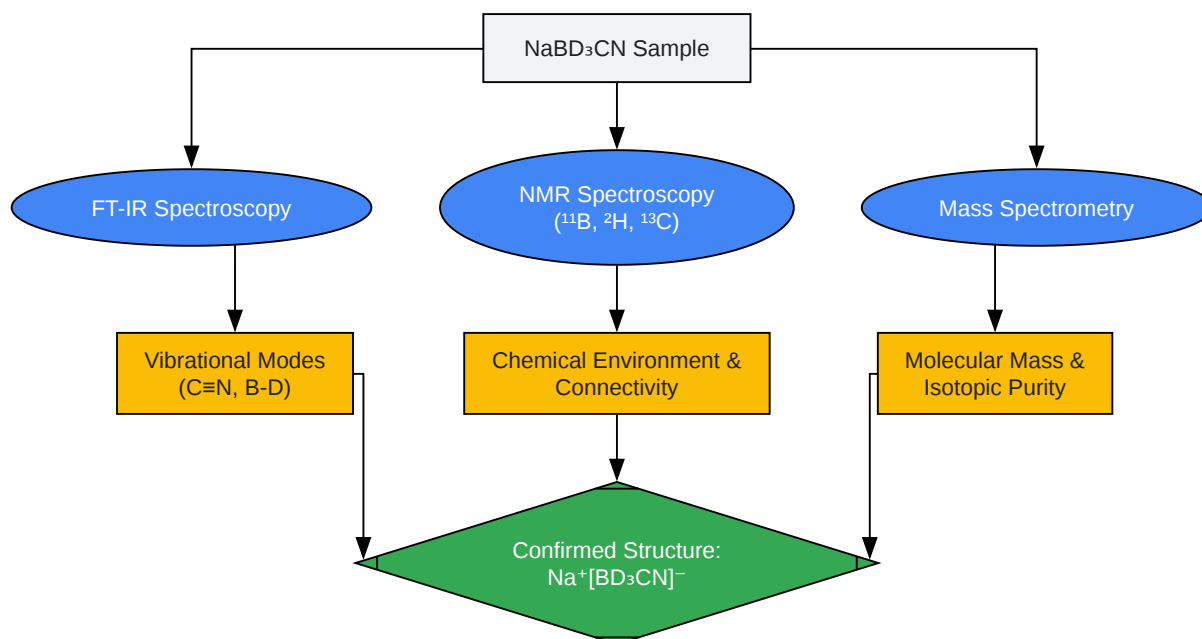 NaBD₃CN Sample
FT-IR Spectroscopy
NMR Spectroscopy
(¹¹B, ²H, ¹³C)
Mass Spectrometry
Vibrational Modes
(C≡N, B-D)
Chemical Environment &
Connectivity
Molecular Mass &
Isotopic Purity
Confirmed Structure:
Na⁺[BD₃CN]⁻